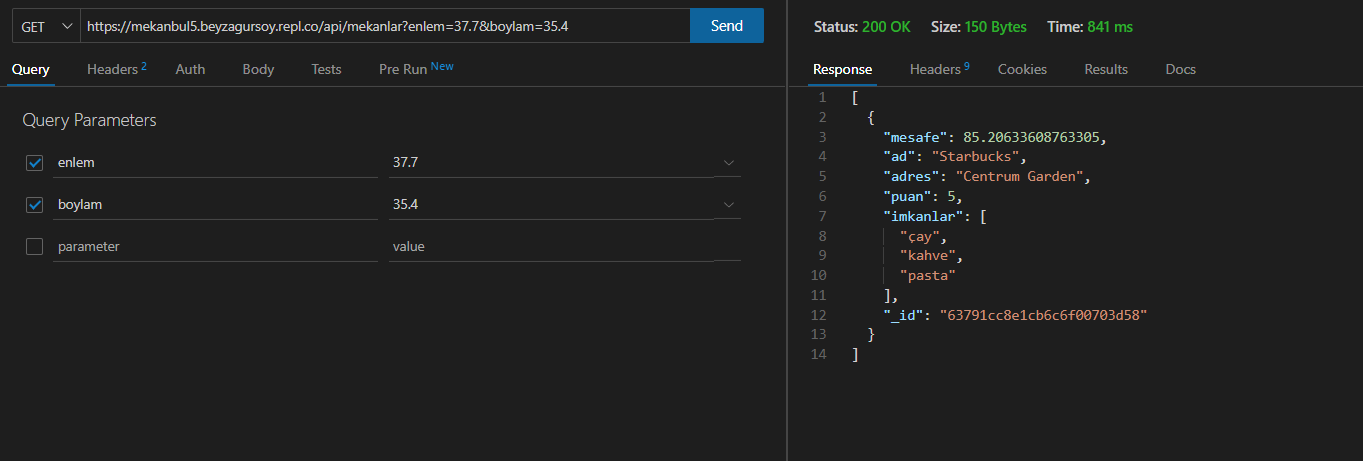 GET https://mekanbul5.beyzagursoy.repl.co/api/mekanlar?enlem=37.7&boylam=35.4 Send
Query Headers 2 Auth Body Tests Pre Run New
Query Parameters
enlem 37.7
boylam 35.4
parameter value
Status: 200 OK Size: 150 Bytes Time: 841 ms
Response Headers 9 Cookies Results Docs
1 [
2 {
3 "mesafe": 85.20633608763305,
4 "ad": "Starbucks",
5 "adres": "Centrum Garden",
6 "puan": 5,
7 "imkanlar": [
8 "çay",
9 "kahve",
10 "pasta"
11 ],
12 "_id": "63791cc8e1cb6c6f00703d58"
13 }
14 ]